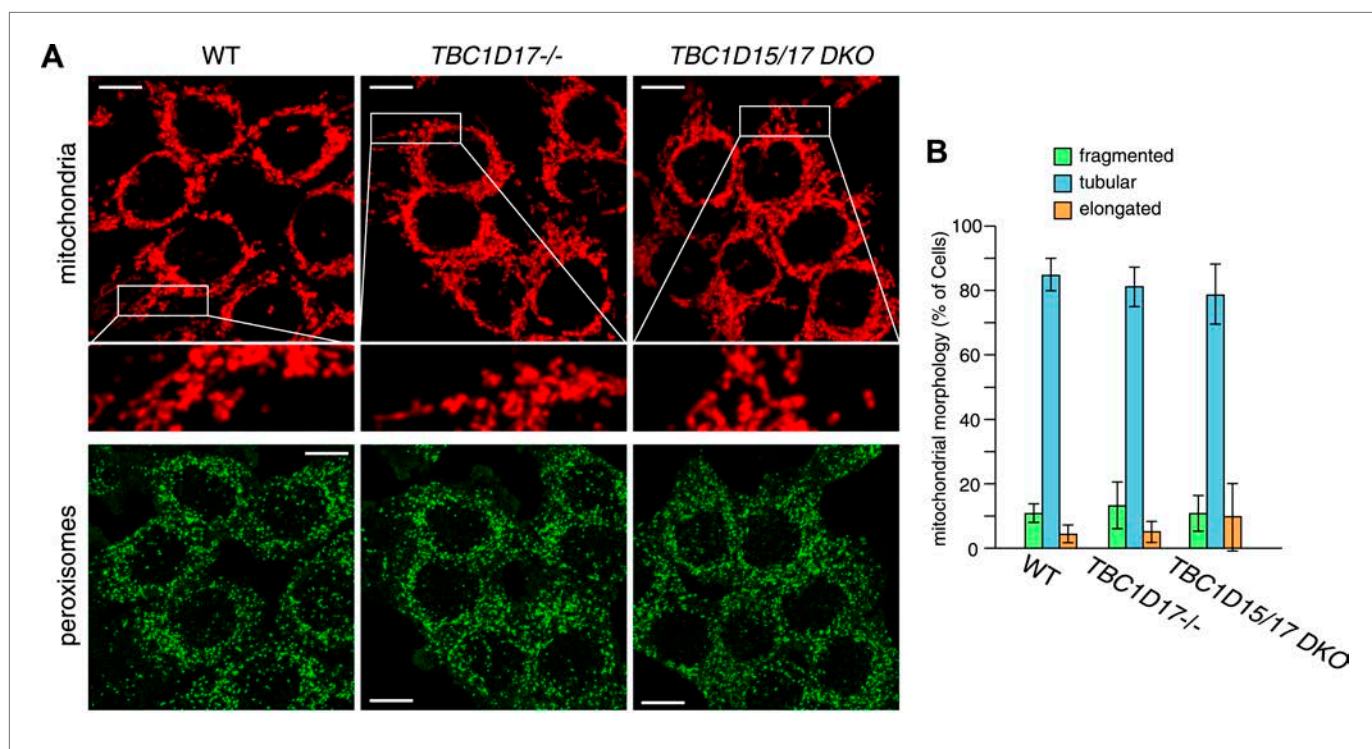 A
WT
TBC1D17-/-
TBC1D15/17 DKO
mitochondria
peroxisomes
B
fragmented
tubular
elongated
mitochondrial morphology (% of Cells)
100
80
60
40
20
0
WT
TBC1D17-/-
TBC1D15/17 DKO